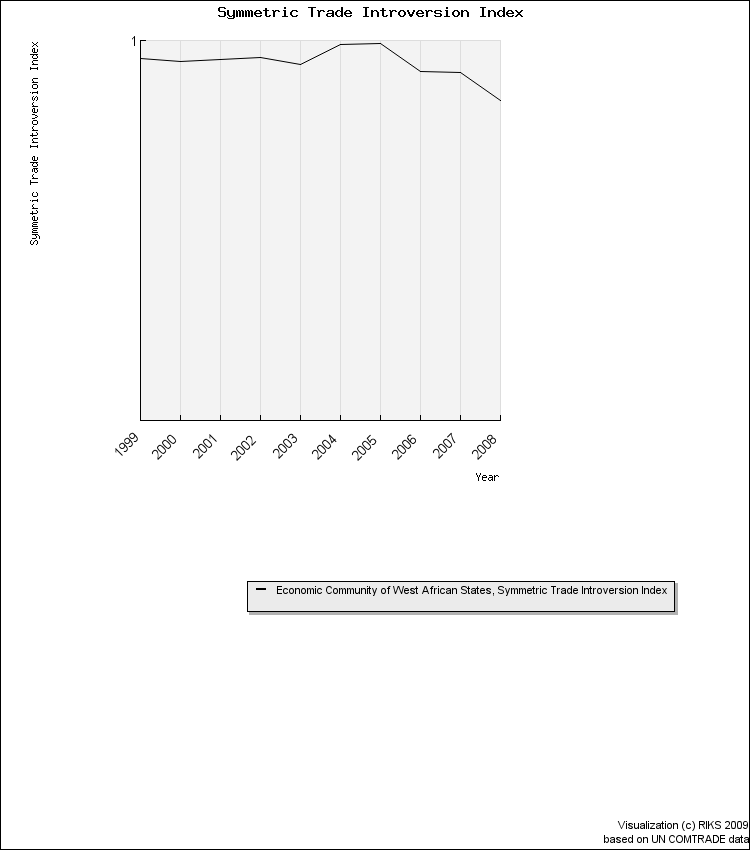 Symmetric Trade Introversion Index
Symmetric Trade Introversion Index
1
1999
2000
2001
2002
2003
2004
2005
2006
2007
2008
Year
Economic Community of West African States, Symmetric Trade Introversion Index
Visualization (c) RIKS 2009
based on UN COMTRADE data